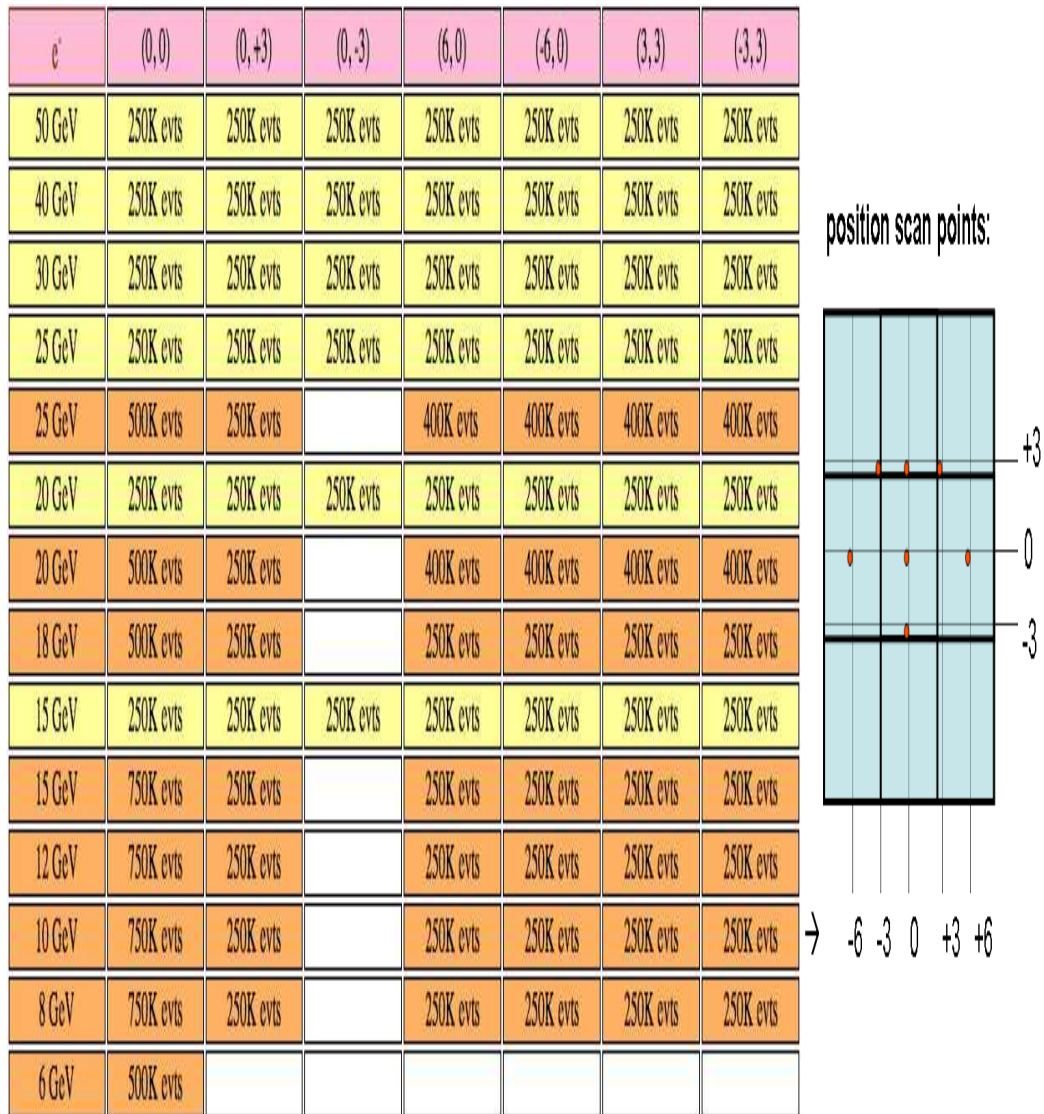 e- (0, 0) (0, +3) (0, -3) (6, 0) (-6, 0) (3, 3) (-3, 3)
50 GeV 250K evts 250K evts 250K evts 250K evts 250K evts 250K evts 250K evts
40 GeV 250K evts 250K evts 250K evts 250K evts 250K evts 250K evts 250K evts
30 GeV 250K evts 250K evts 250K evts 250K evts 250K evts 250K evts 250K evts
25 GeV 250K evts 250K evts 250K evts 250K evts 250K evts 250K evts 250K evts
25 GeV 500K evts 250K evts 400K evts 400K evts 400K evts 400K evts
20 GeV 250K evts 250K evts 250K evts 250K evts 250K evts 250K evts 250K evts
20 GeV 500K evts 250K evts 400K evts 400K evts 400K evts 400K evts
18 GeV 500K evts 250K evts 250K evts 250K evts 250K evts 250K evts
15 GeV 250K evts 250K evts 250K evts 250K evts 250K evts 250K evts 250K evts
15 GeV 750K evts 250K evts 250K evts 250K evts 250K evts 250K evts
12 GeV 750K evts 250K evts 250K evts 250K evts 250K evts 250K evts
10 GeV 750K evts 250K evts 250K evts 250K evts 250K evts 250K evts
8 GeV 750K evts 250K evts 250K evts 250K evts 250K evts 250K evts
6 GeV 500K evts
position scan points:
+3
0
-3
→ -6 -3 0 +3 +6